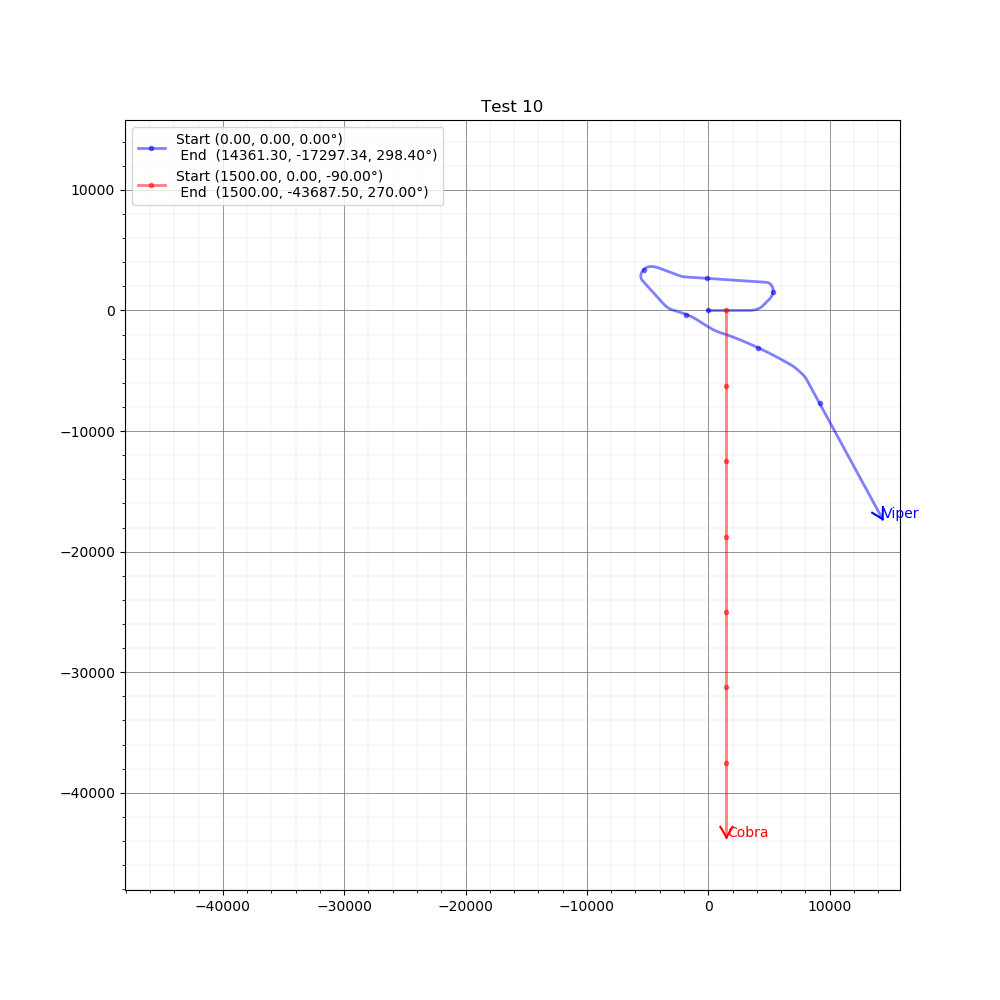 Test 10
Start (0.00, 0.00, 0.00°)
End (14361.30, -17297.34, 298.40°)
Start (1500.00, 0.00, -90.00°)
End (1500.00, -43687.50, 270.00°)
10000
0
−10000
−20000
−30000
−40000
Viper
Cobra
−40000
−30000
−20000
−10000
0
10000